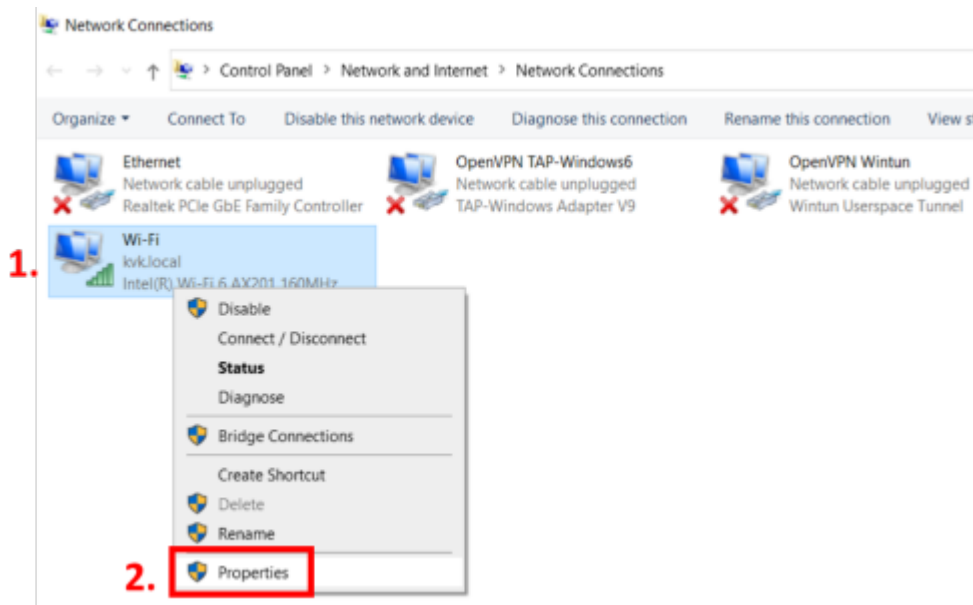 Network Connections
Control Panel > Network and Internet > Network Connections
Organize Connect To Disable this network device Diagnose this connection Rename this connection View s
Ethernet
Network cable unplugged
Realtek PCIe GbE Family Controller
OpenVPN TAP-Windows6
Network cable unplugged
TAP-Windows Adapter V9
OpenVPN Wintun
Network cable unplugged
Wintun Userspace Tunnel
1.
Wi-Fi
kvk.local
Intel(R) Wi-Fi 6 AX201 160MHz
Disable
Connect / Disconnect
Status
Diagnose
Bridge Connections
Create Shortcut
Delete
Rename
2.
Properties